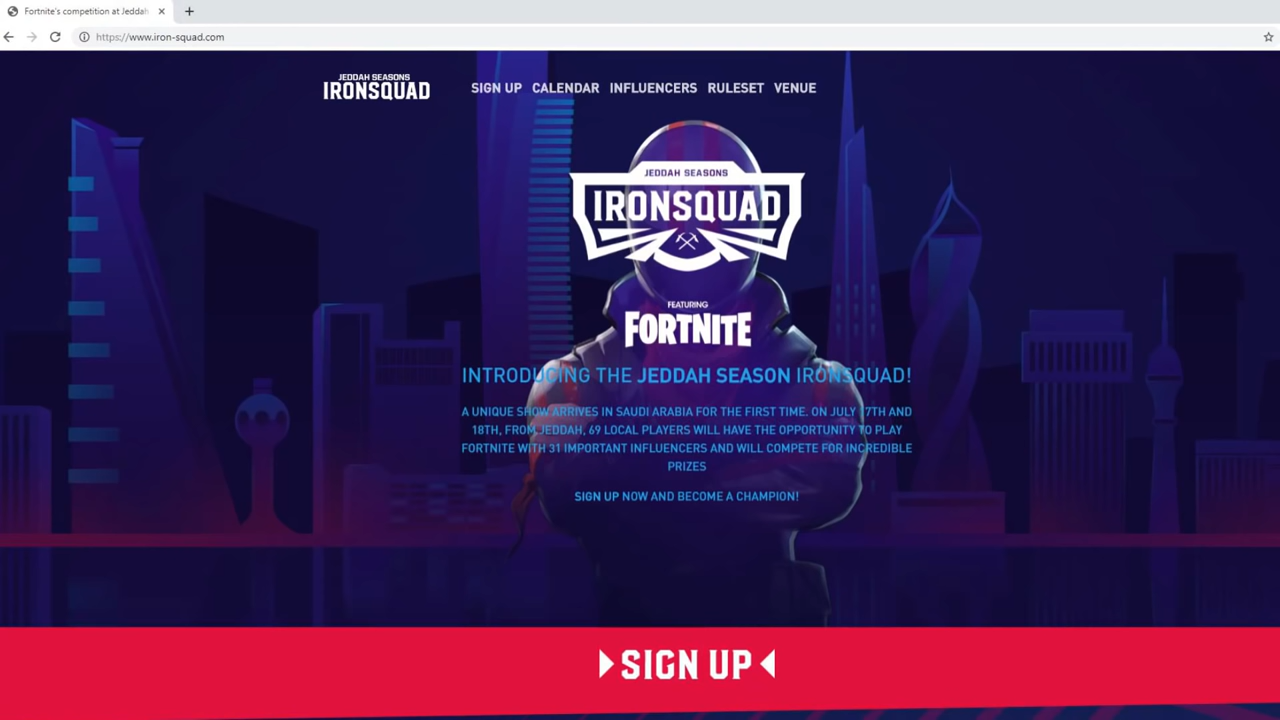 Fortnite's competition at Jeddah
https://www.iron-squad.com
JEDDAH SEASONS
IRONSQUAD
SIGN UP CALENDAR INFLUENCERS RULESET VENUE
JEDDAH SEASONS
IRONSQUAD
FEATURING
FORTNITE
INTRODUCING THE JEDDAH SEASON IRONSQUAD!
A UNIQUE SHOW ARRIVES IN SAUDI ARABIA FOR THE FIRST TIME. ON JULY 17TH AND
18TH, FROM JEDDAH, 69 LOCAL PLAYERS WILL HAVE THE OPPORTUNITY TO PLAY
FORTNITE WITH 31 IMPORTANT INFLUENCERS AND WILL COMPETE FOR INCREDIBLE
PRIZES
SIGN UP NOW AND BECOME A CHAMPION!
SIGN UP